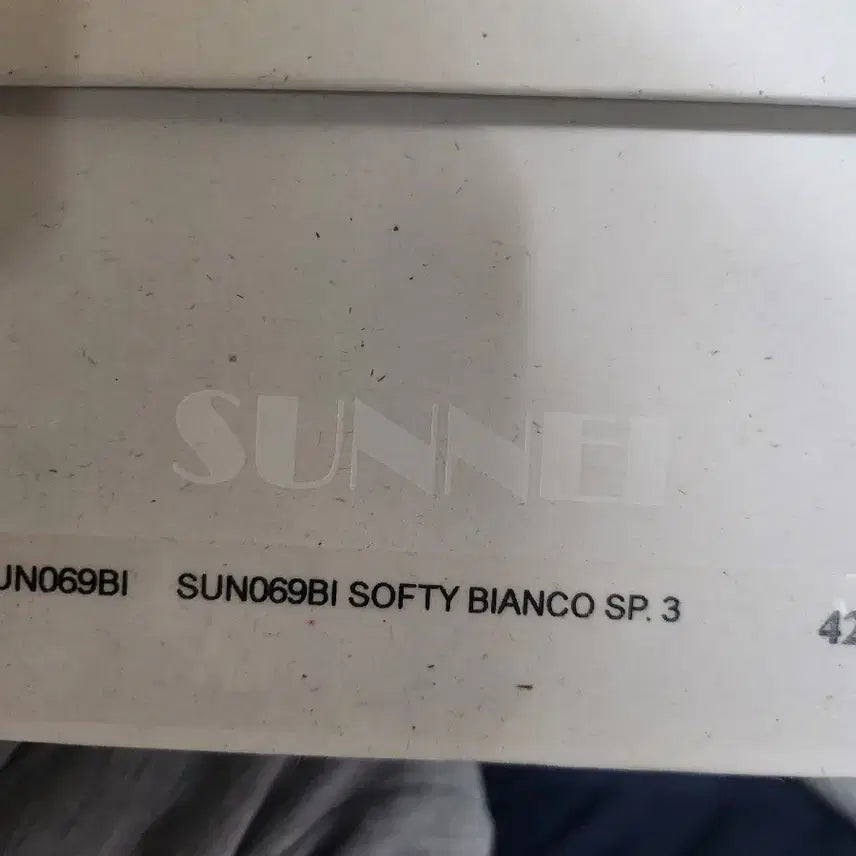 SUNNEI
UN069BI SUN069BI SOFTY BIANCO SP. 3 42